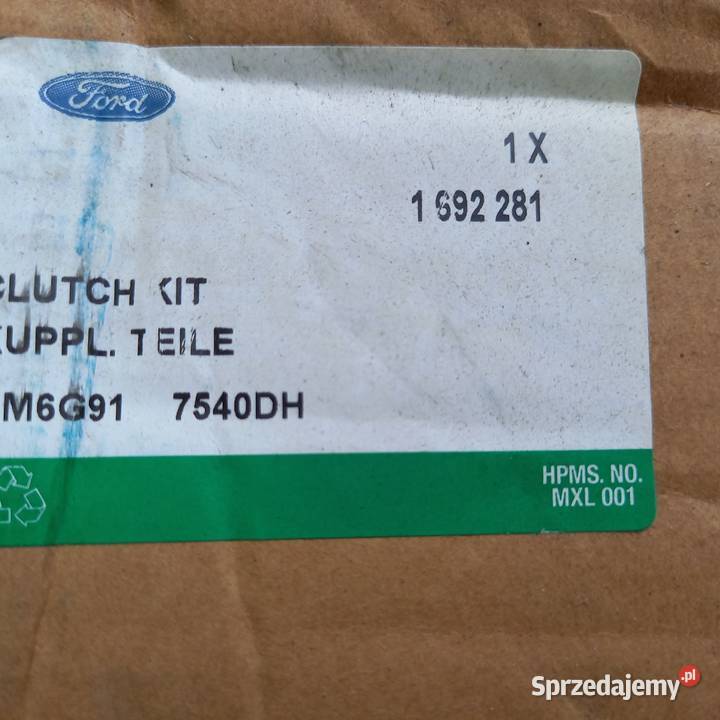 Ford
1 X
1 692 281
CLUTCH KIT
KUPPL. TEILE
M6G91 7540DH
HPMS. NO.
MXL 001
Sprzedajemy.pl